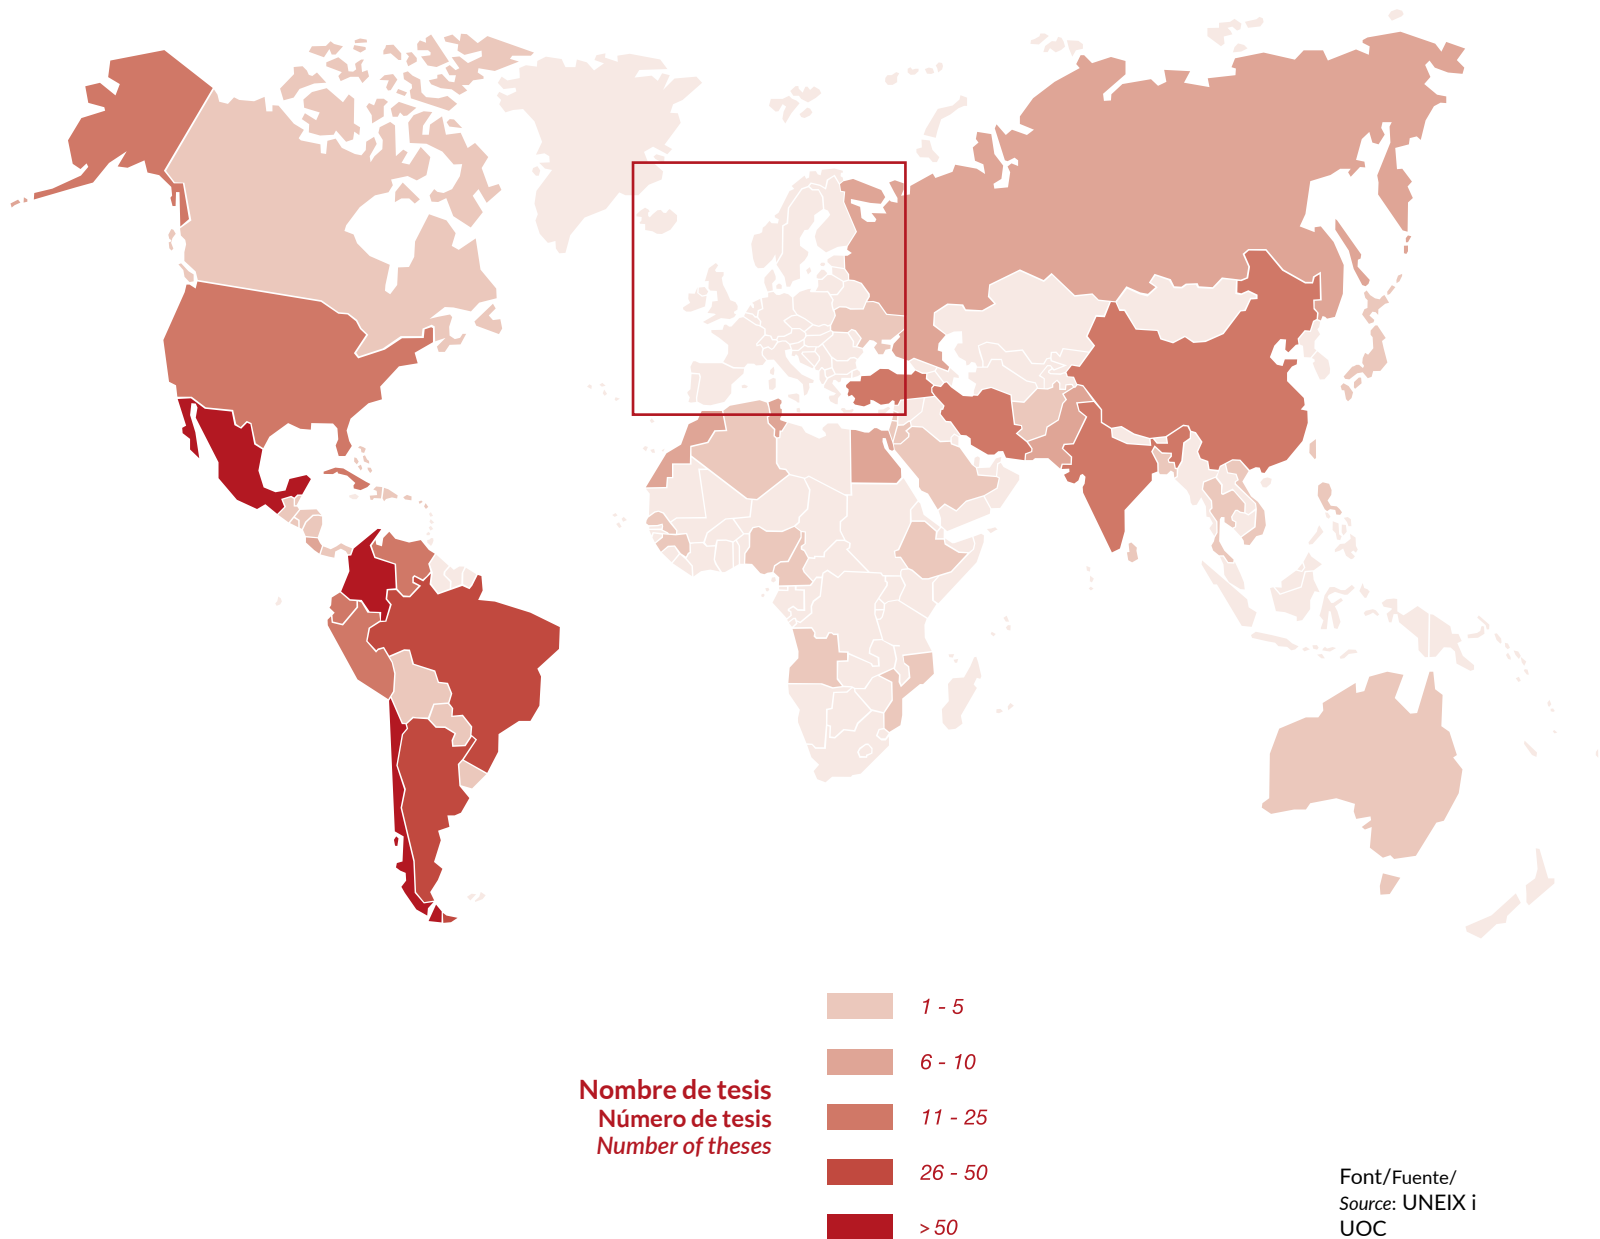 1 - 5
6 - 10
11 - 25
26 - 50
> 50
Nombre de tesis
Número de tesis
Number of theses
Font/Fuente/
Source: UNEIX i
UOC